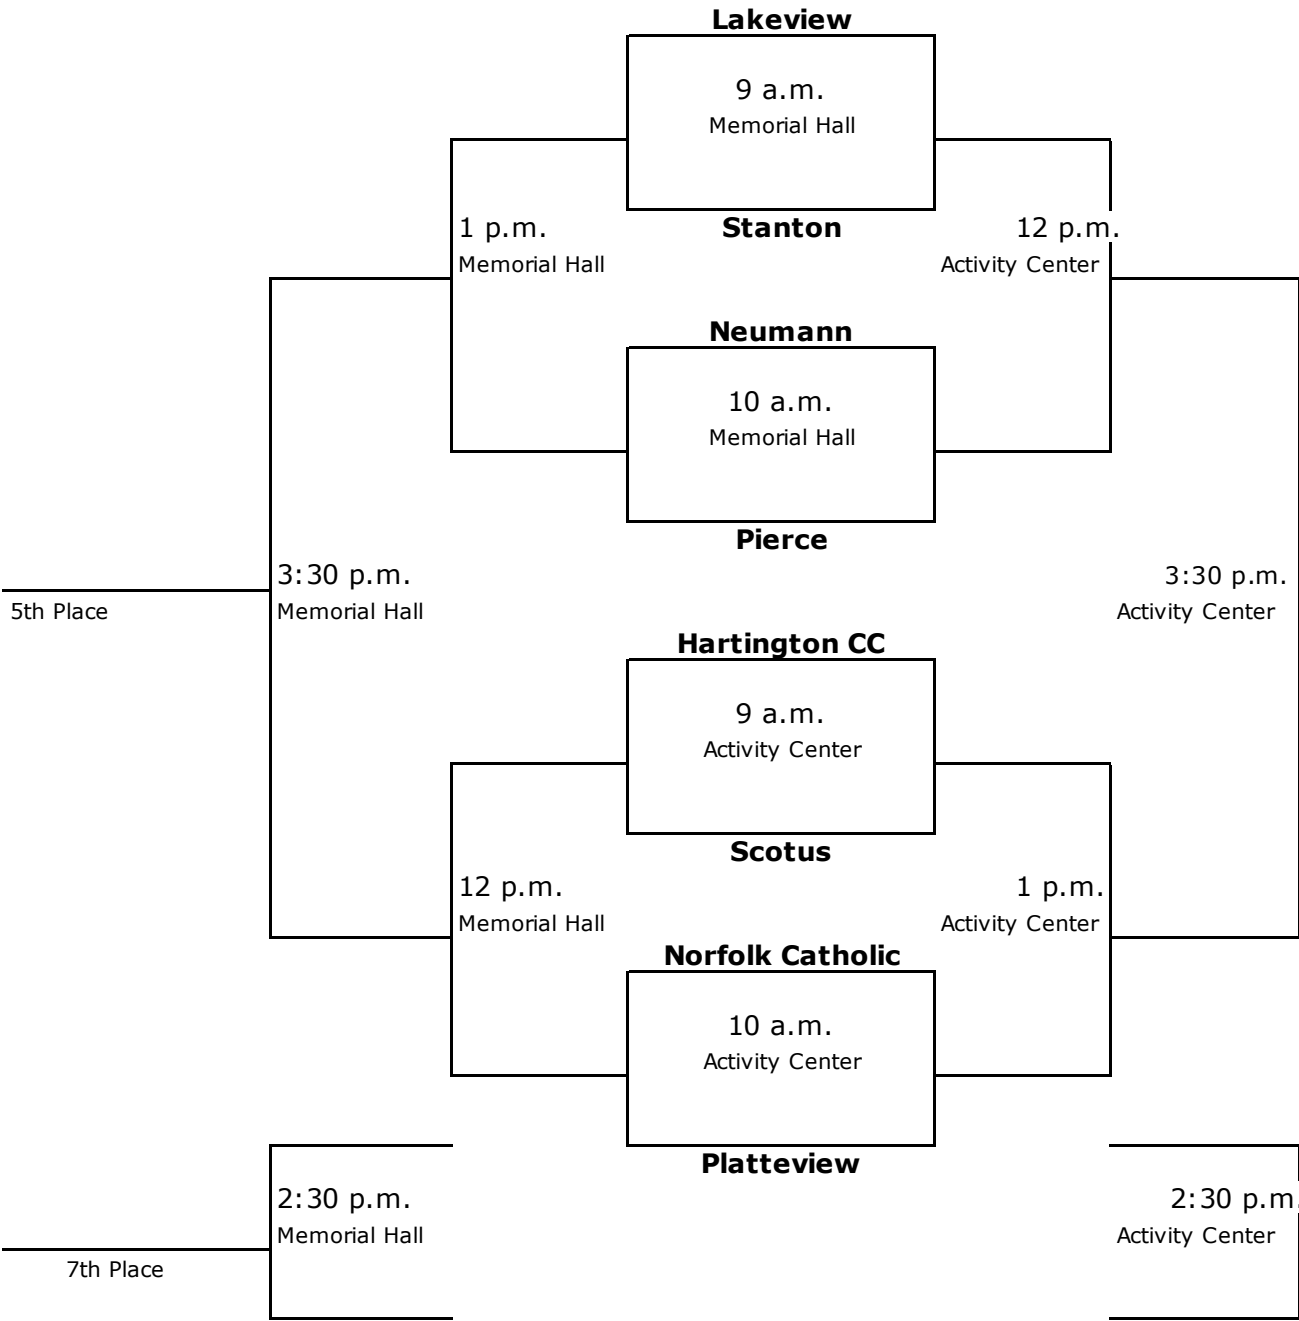 Lakeview
9 a.m.
Memorial Hall
1 p.m.
Stanton
12 p.m.
Memorial Hall
Activity Center
Neumann
10 a.m.
Memorial Hall
Pierce
3:30 p.m.
3:30 p.m.
5th Place
Memorial Hall
Activity Center
Hartington CC
9 a.m.
Activity Center
Scotus
12 p.m.
1 p.m.
Memorial Hall
Activity Center
Norfolk Catholic
10 a.m.
Activity Center
Platteview
2:30 p.m.
2:30 p.m.
Memorial Hall
Activity Center
7th Place